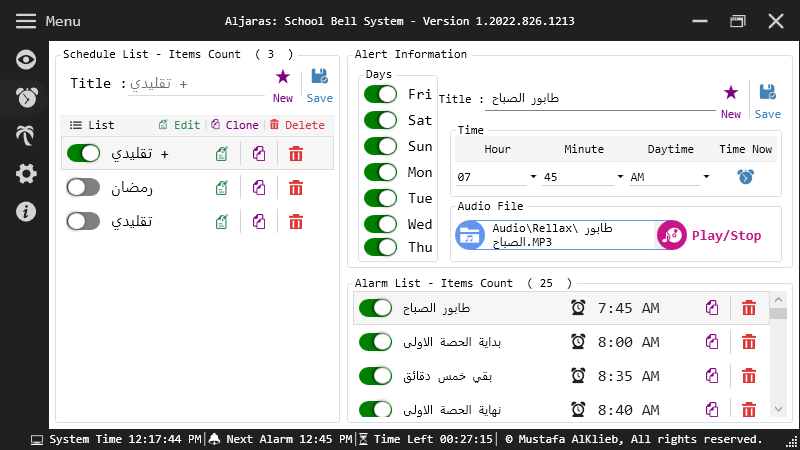 Menu
Aljaras: School Bell System - Version 1.2022.826.1213
Schedule List - Items Count ( 3 )
Title : تقليدي +
New
Save
List
Edit
Clone
Delete
تقليدي +
رمضان
تقليدي
Alert Information
Days
Fri
Sat
Sun
Mon
Tue
Wed
Thu
Title : طابور الصباح
New
Save
Time
Hour Minute Daytime Time Now
07 45 AM
Audio File
Audio\Rellax\ طابور
الصباح.MP3
Play/Stop
Alarm List - Items Count ( 25 )
طابور الصباح 7:45 AM
بداية الحصة الاولى 8:00 AM
بقي خمس دقائق 8:35 AM
نهاية الحصة الاولى 8:40 AM
System Time 12:17:44 PM| Next Alarm 12:45 PM| Time Left 00:27:15| © Mustafa AlKlieb, All rights reserved.